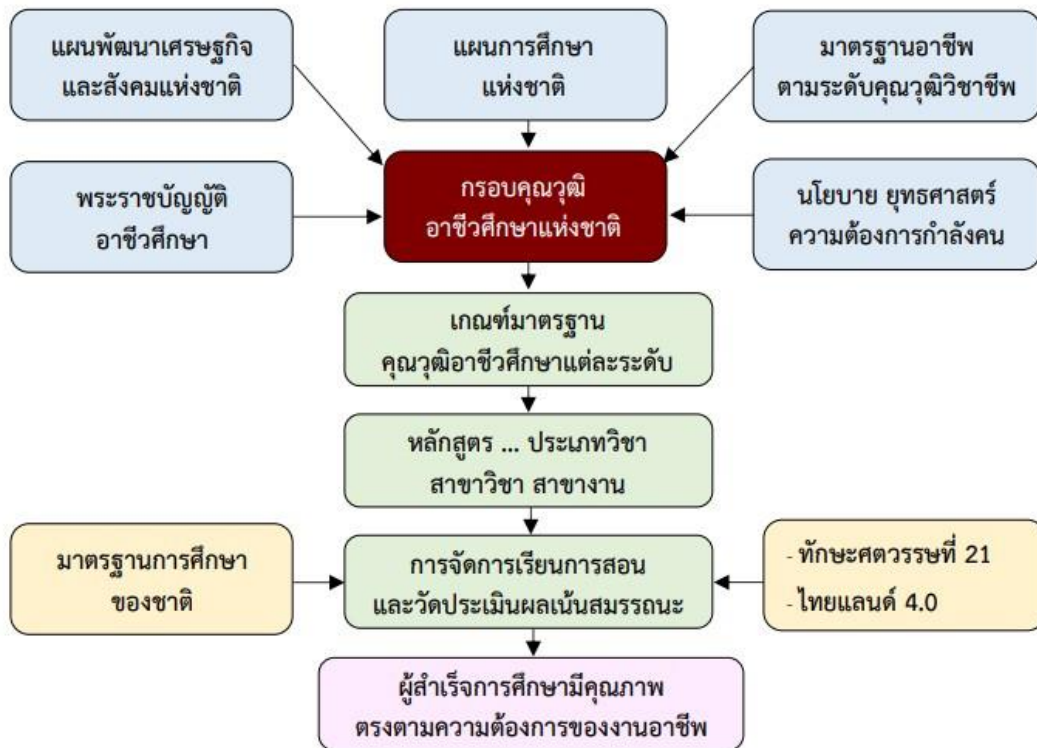 แผนพัฒนาเศรษฐกิจ
และสังคมแห่งชาติ
แผนการศึกษา
แห่งชาติ
มาตรฐานอาชีพ
ตามระดับคุณวุฒิวิชาชีพ
พระราชบัญญัติ
อาชีวศึกษา
กรอบคุณวุฒิ
อาชีวศึกษาแห่งชาติ
นโยบาย ยุทธศาสตร์
ความต้องการกำลังคน
เกณฑ์มาตรฐาน
คุณวุฒิอาชีวศึกษาแต่ละระดับ
หลักสูตร ... ประเภทวิชา
สาขาวิชา สาขางาน
มาตรฐานการศึกษา
ของชาติ
การจัดการเรียนการสอน
และวัดประเมินผลเน้นสมรรถนะ
- ทักษะศตวรรษที่ 21
- ไทยแลนด์ 4.0
ผู้สำเร็จการศึกษามีคุณภาพ
ตรงตามความต้องการของงานอาชีพ